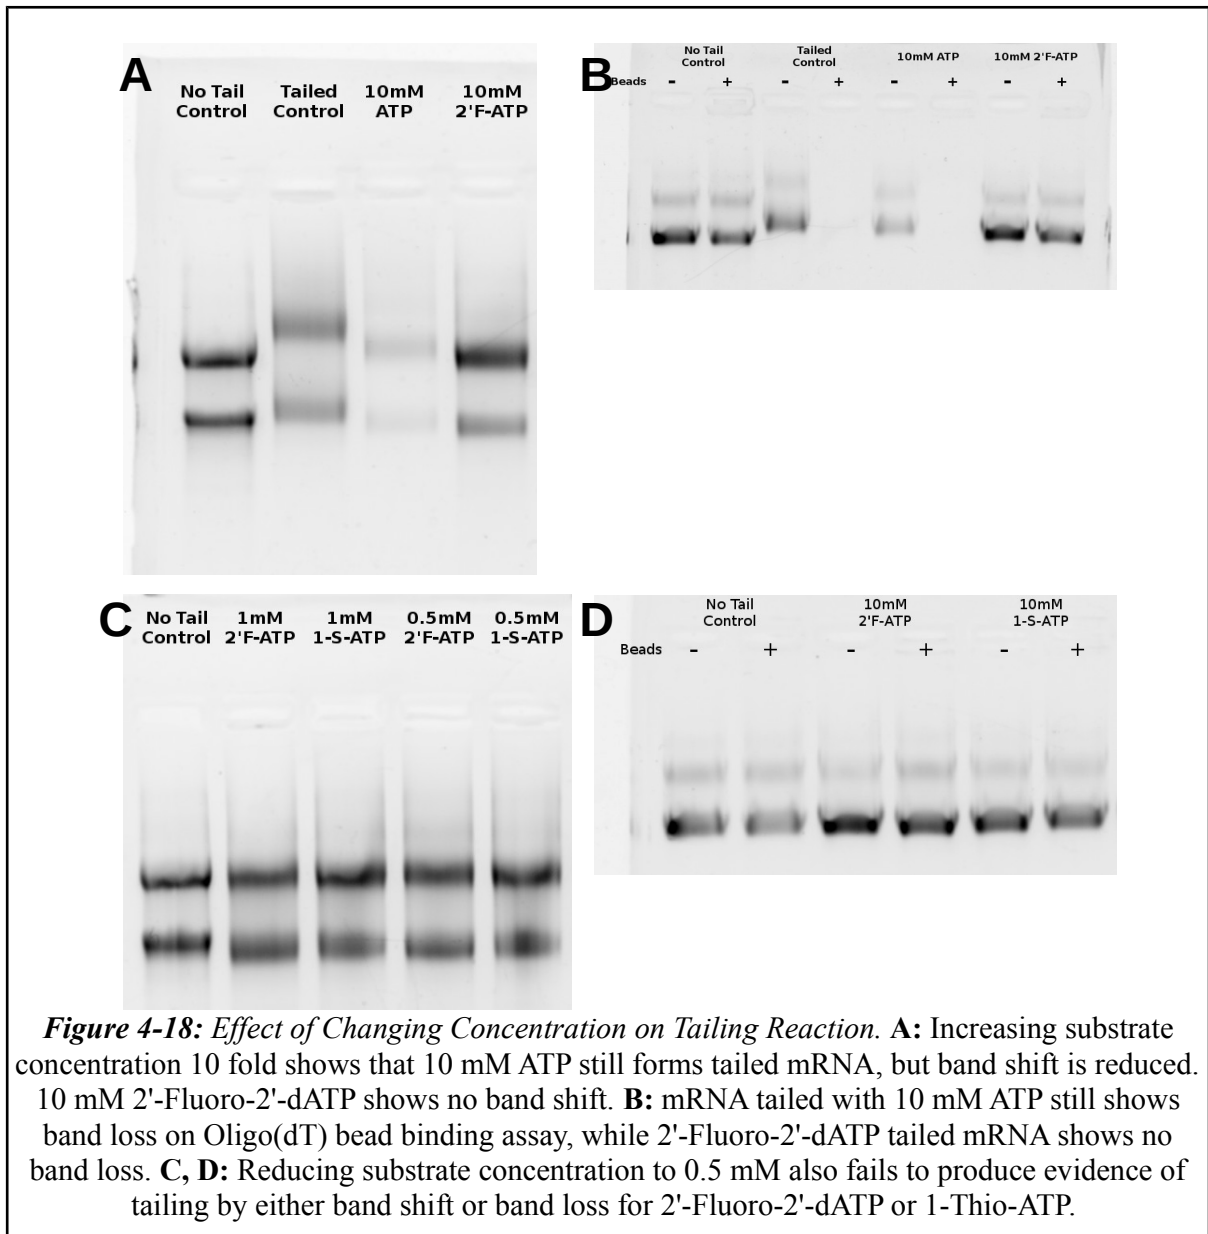 A
No Tail Control
Tailed Control
10mM ATP
10mM 2'F-ATP
B
No Tail Control
Tailed Control
10mM ATP
10mM 2'F-ATP
Beads - + - + - + - +
C
No Tail Control
1mM 2'F-ATP
1mM 1-S-ATP
0.5mM 2'F-ATP
0.5mM 1-S-ATP
D
No Tail Control
10mM 2'F-ATP
10mM 1-S-ATP
Beads - + - + - +
Figure 4-18: Effect of Changing Concentration on Tailing Reaction. A: Increasing substrate
concentration 10 fold shows that 10 mM ATP still forms tailed mRNA, but band shift is reduced.
10 mM 2'-Fluoro-2'-dATP shows no band shift. B: mRNA tailed with 10 mM ATP still shows
band loss on Oligo(dT) bead binding assay, while 2'-Fluoro-2'-dATP tailed mRNA shows no
band loss. C, D: Reducing substrate concentration to 0.5 mM also fails to produce evidence of
tailing by either band shift or band loss for 2'-Fluoro-2'-dATP or 1-Thio-ATP.